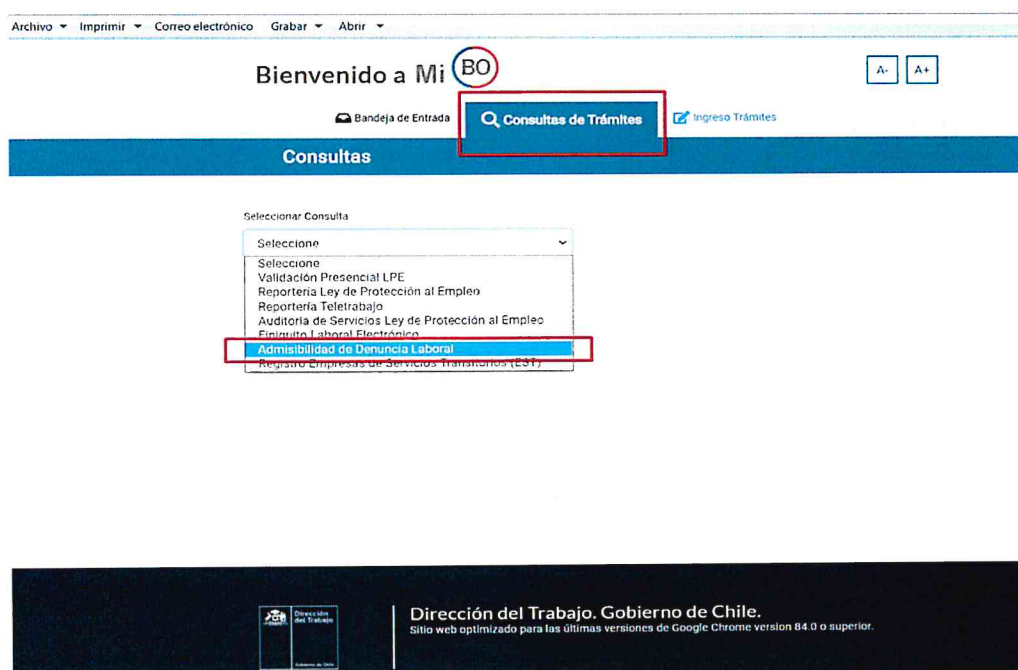 Archivo Imprimir Correo electrónico Grabar Abrir
Bienvenido a Mi BO
A- A+
Bandeja de Entrada Consultas de Trámites Ingreso Trámites
Consultas
Seleccionar Consulta
Seleccione
Seleccione
Validación Presencial LPE
Reportería Ley de Protección al Empleo
Reportería Teletrabajo
Auditoria de Servicios Ley de Protección al Empleo
Finiquito Laboral Electrónico
Admisibilidad de Denuncia Laboral
Registro Empresas de Servicios Transitorios (EST)
Dirección
del Trabajo
Gobierno de Chile
Dirección del Trabajo. Gobierno de Chile.
Sitio web optimizado para las últimas versiones de Google Chrome version 84.0 o superior.